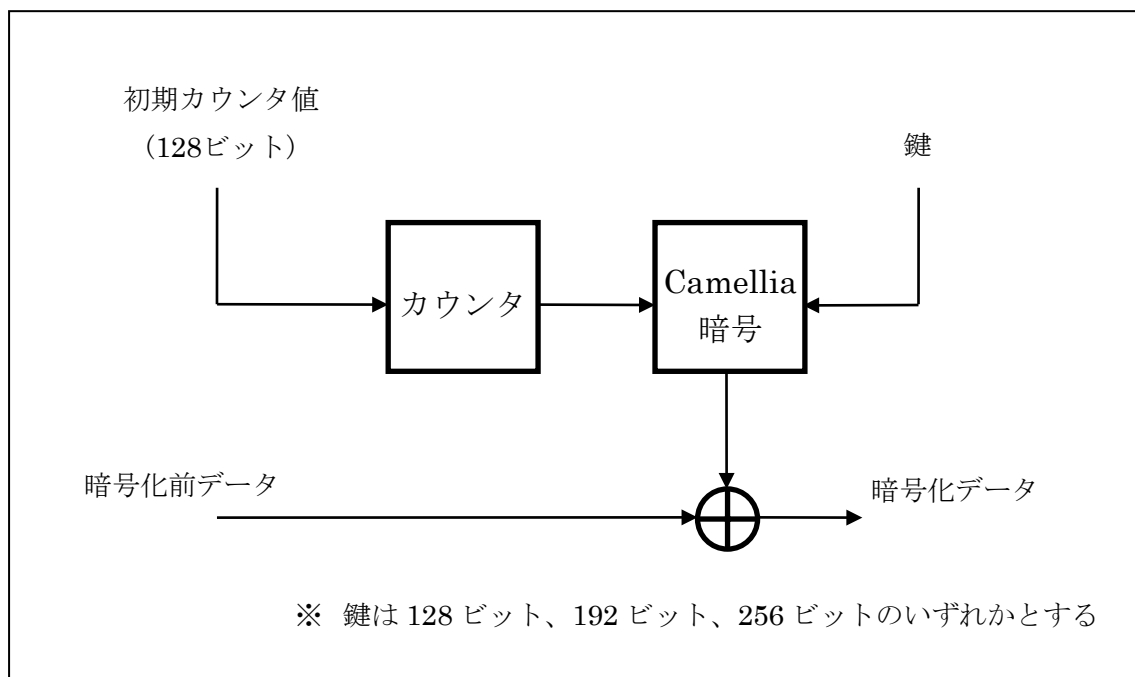 初期カウンタ値
（128ビット）
鍵
カウンタ
Camellia
暗号
暗号化前データ
暗号化データ
※ 鍵は 128 ビット、192 ビット、256 ビットのいずれかとする